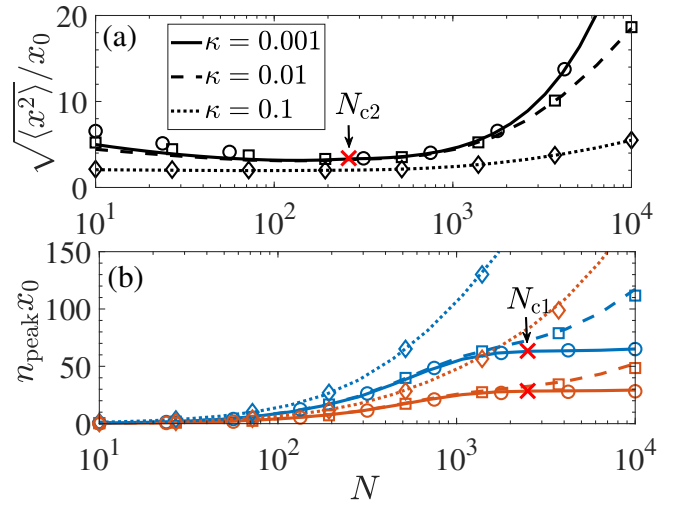 20
(a)
κ = 0.001
κ = 0.01
κ = 0.1
10
0
√⟨x²⟩/x₀
N_c2
10¹ 10² 10³ 10⁴
150
(b)
100
50
0
n_peak x₀
N_c1
10¹ 10² 10³ 10⁴
N